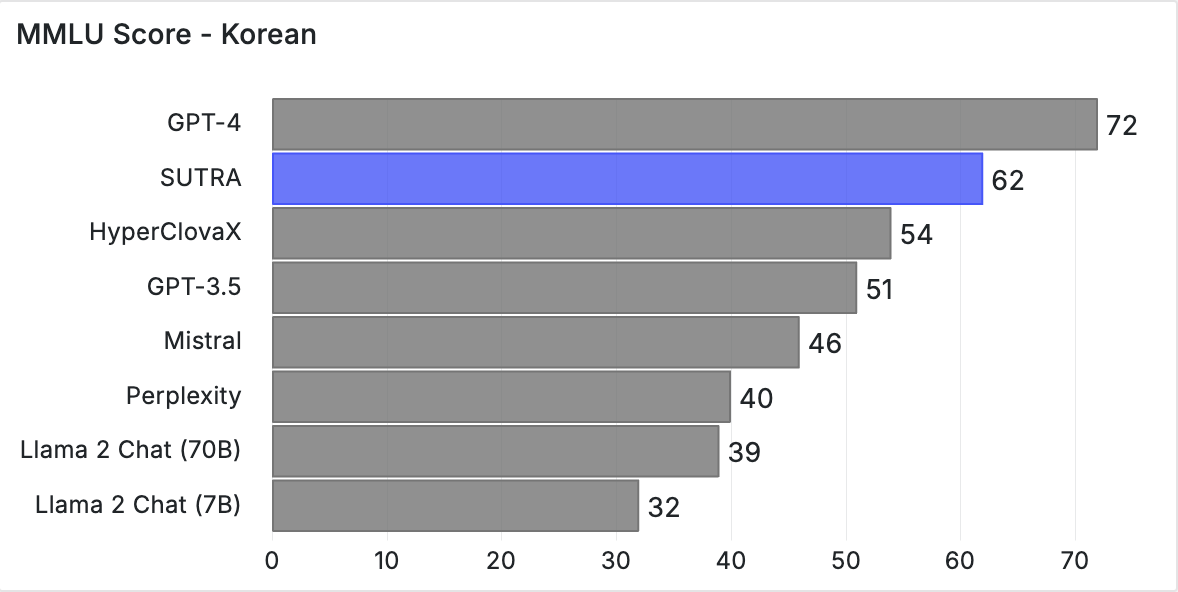 MMLU Score - Korean
GPT-4 72
SUTRA 62
HyperClovaX 54
GPT-3.5 51
Mistral 46
Perplexity 40
Llama 2 Chat (70B) 39
Llama 2 Chat (7B) 32
0 10 20 30 40 50 60 70